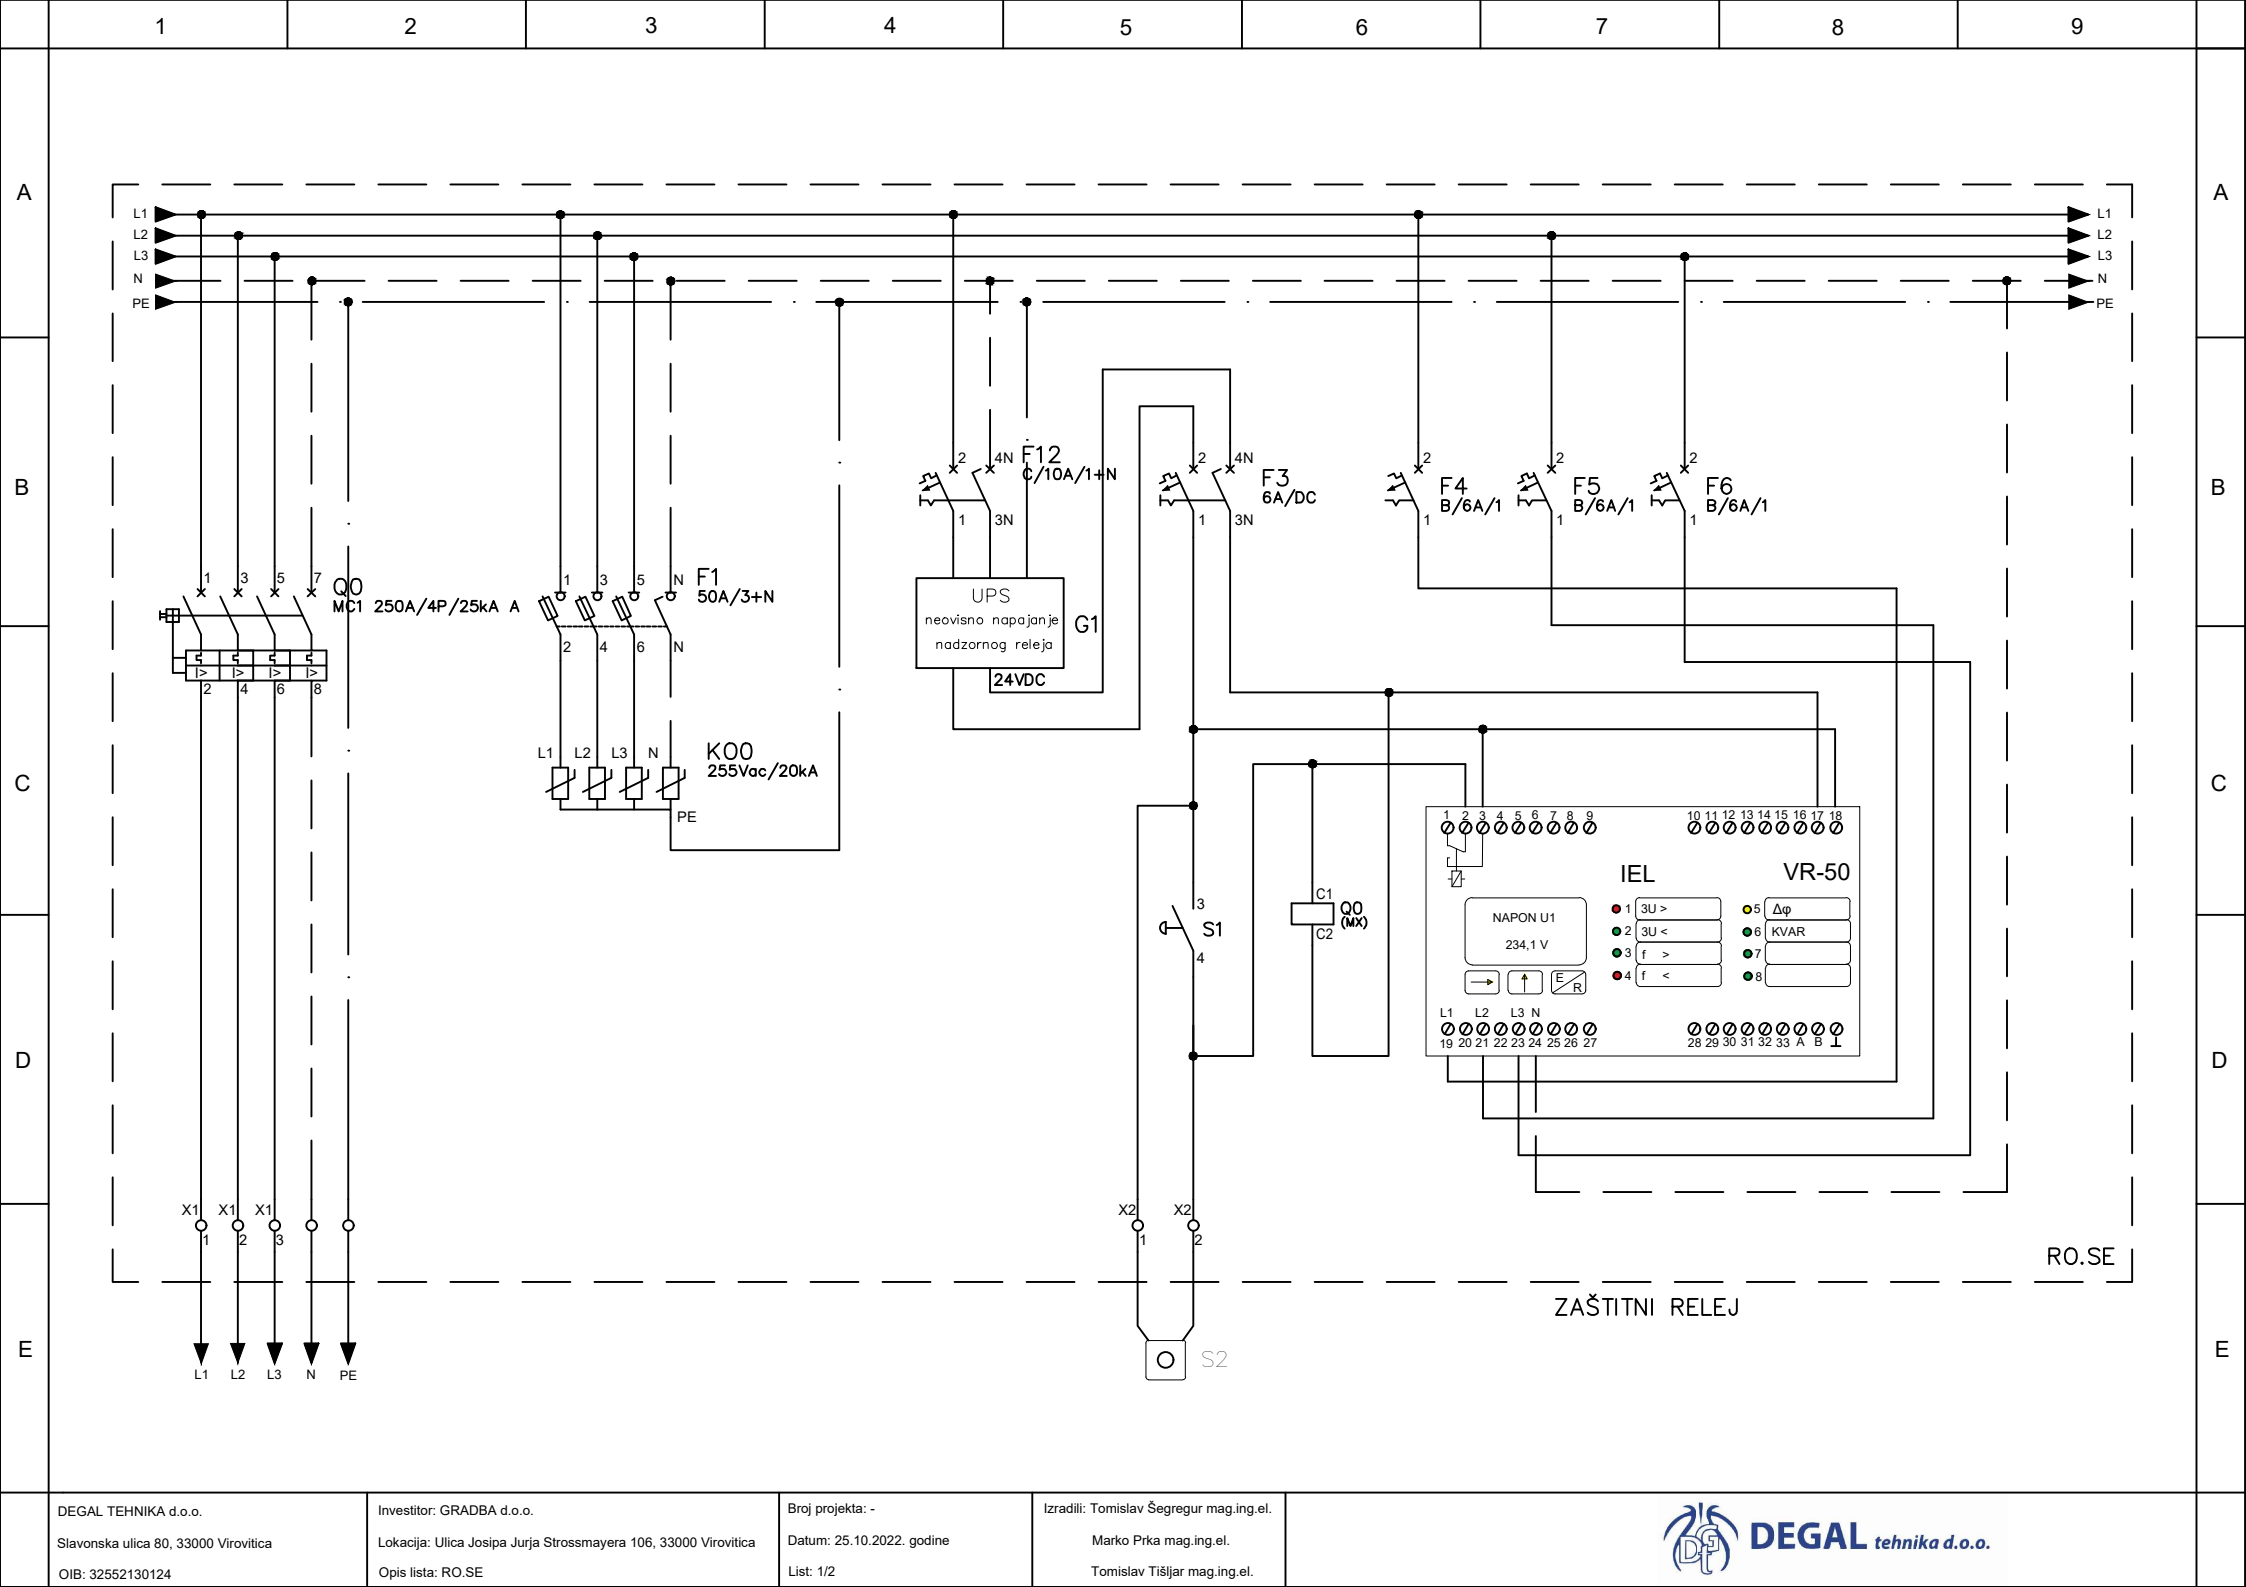 1 2 3 4 5 6 7 8 9
A A
L1 L1
L2 L2
L3 L3
N N
PE PE
B B
2 4N F12
C/10A/1+N
1 3N
2 4N F3
6A/DC
1 3N
2 F4
B/6A/1
1
2 F5
B/6A/1
1
2 F6
B/6A/1
1
1 3 5 7 Q0
MC1 250A/4P/25kA A
I> I> I> I>
2 4 6 8
1 3 5 N F1
50A/3+N
2 4 6 N
UPS
neovisno napajanje
nadzornog releja
G1
24VDC
C C
L1 L2 L3 N K00
255Vac/20kA
PE
1 2 3 4 5 6 7 8 9 10 11 12 13 14 15 16 17 18
IEL VR-50
NAPON U1
234,1 V
1 3U >
2 3U <
3 f >
4 f <
5 Δφ
6 KVAR
7
8
E/R
L1 L2 L3 N
19 20 21 22 23 24 25 26 27 28 29 30 31 32 33 A B ⊥
C1 Q0
(MX)
C2
3
S1
4
D D
X1 X1 X1
1 2 3
X2 X2
1 2
RO.SE
ZAŠTITNI RELEJ
E E
L1 L2 L3 N PE
S2
DEGAL TEHNIKA d.o.o.
Slavonska ulica 80, 33000 Virovitica
OIB: 32552130124
Investitor: GRADBA d.o.o.
Lokacija: Ulica Josipa Jurja Strossmayera 106, 33000 Virovitica
Opis lista: RO.SE
Broj projekta: -
Datum: 25.10.2022. godine
List: 1/2
Izradili: Tomislav Šegregur mag.ing.el.
Marko Prka mag.ing.el.
Tomislav Tišljar mag.ing.el.
DEGAL tehnika d.o.o.